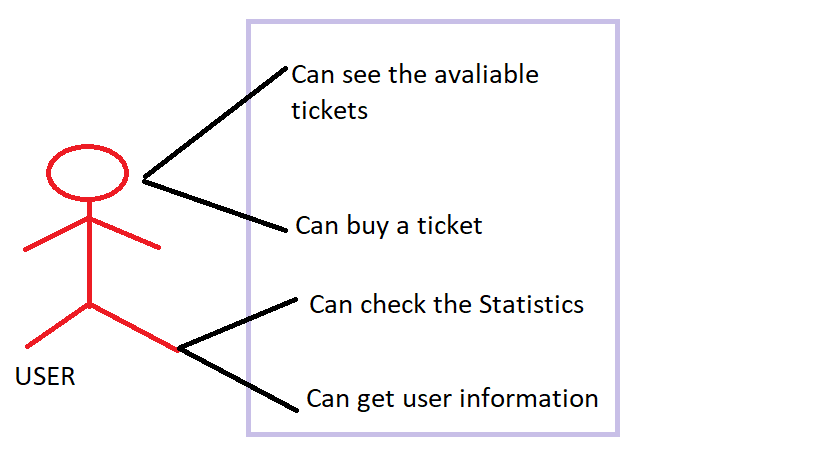 Can see the avaliable
tickets
Can buy a ticket
Can check the Statistics
Can get user information
USER